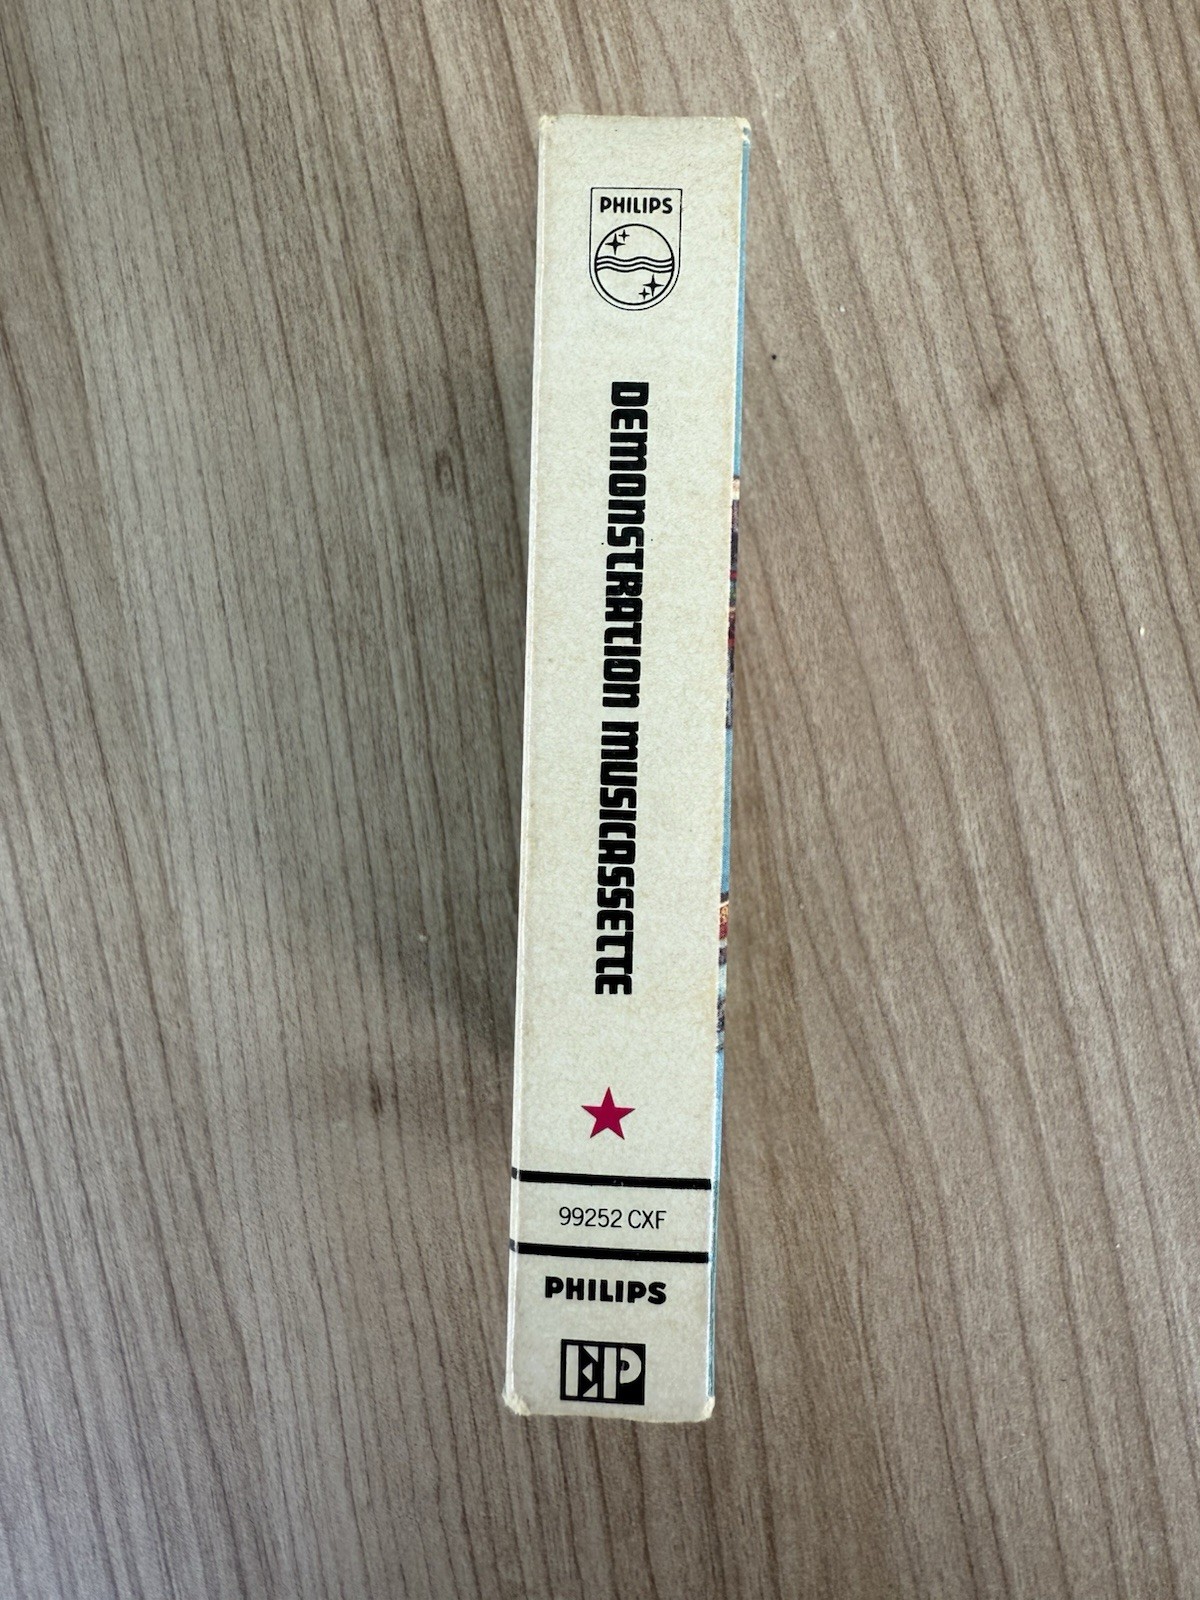 PHILIPS
DEMONSTRATION MUSICASSETTE
99252 CXF
PHILIPS
EP